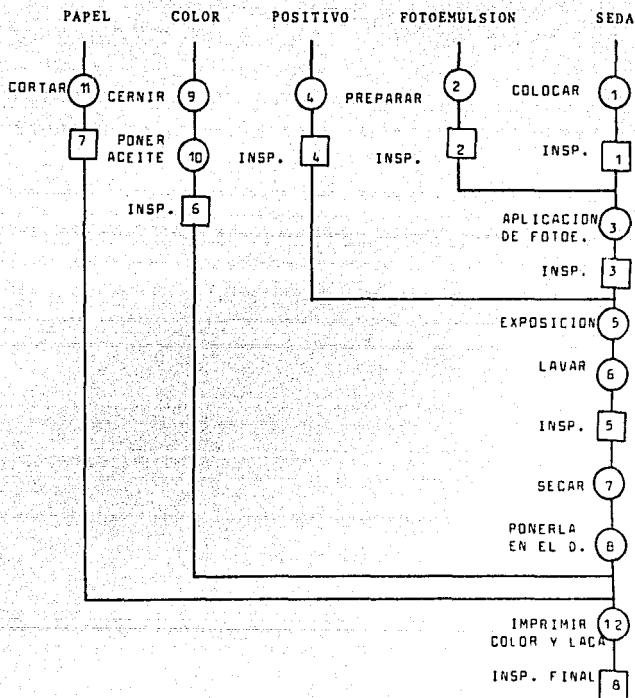 PAPEL COLOR POSITIVO FOTOEMULSION SEDA
CORTAR 11 CERNIR 9 4 PREPARAR 2 COLOCAR 1
7 PONER
ACEITE 10 INSP. 4 INSP. 2 INSP. 1
INSP. 6
APLICACION
DE FOTOE. 3
INSP. 3
EXPOSICION 5
LAVAR 6
INSP. 5
SECAR 7
PONERLA
EN EL D. 8
IMPRIMIR 12
COLOR Y LACA
INSP. FINAL 8